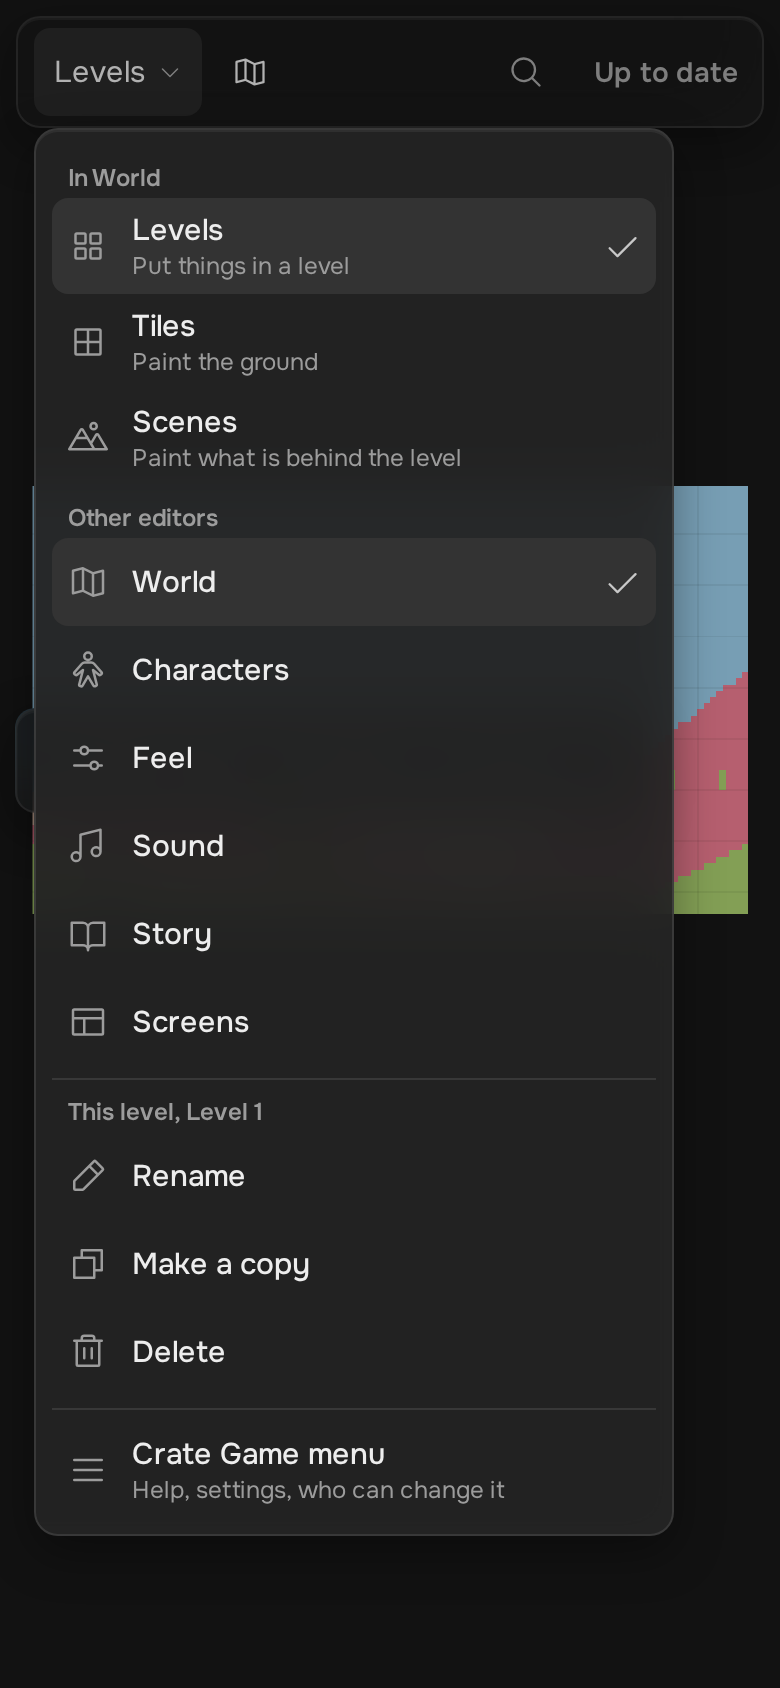 Levels
Up to date
In World
Levels
Put things in a level
Tiles
Paint the ground
Scenes
Paint what is behind the level
Other editors
World
Characters
Feel
Sound
Story
Screens
This level, Level 1
Rename
Make a copy
Delete
Crate Game menu
Help, settings, who can change it